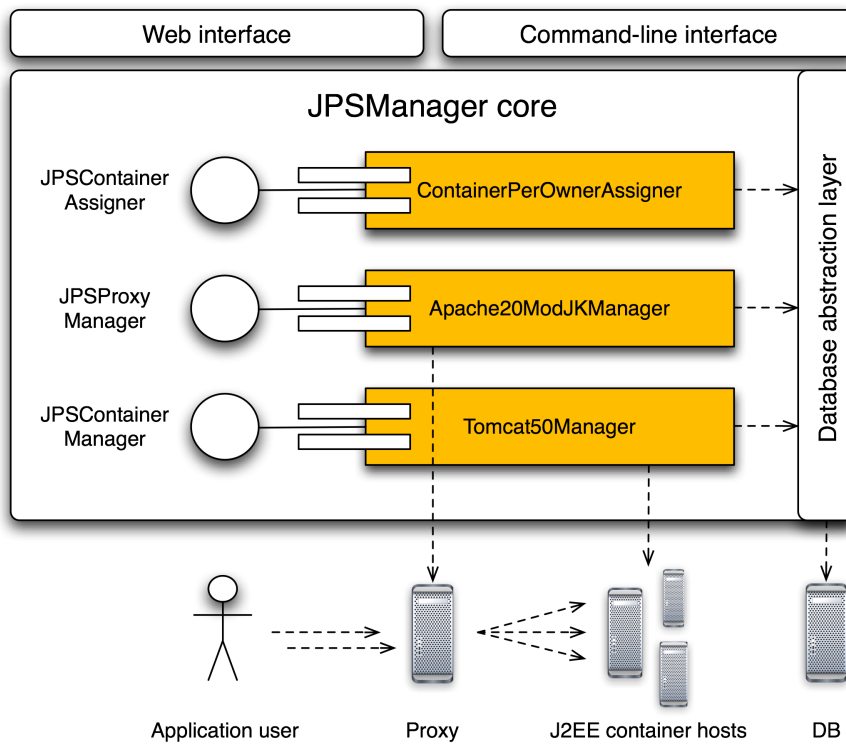 Web interface
Command-line interface
JPSManager core
JPSContainer
Assigner
ContainerPerOwnerAssigner
JPSProxy
Manager
Apache20ModJKManager
JPSContainer
Manager
Tomcat50Manager
Database abstraction layer
Application user
Proxy
J2EE container hosts
DB